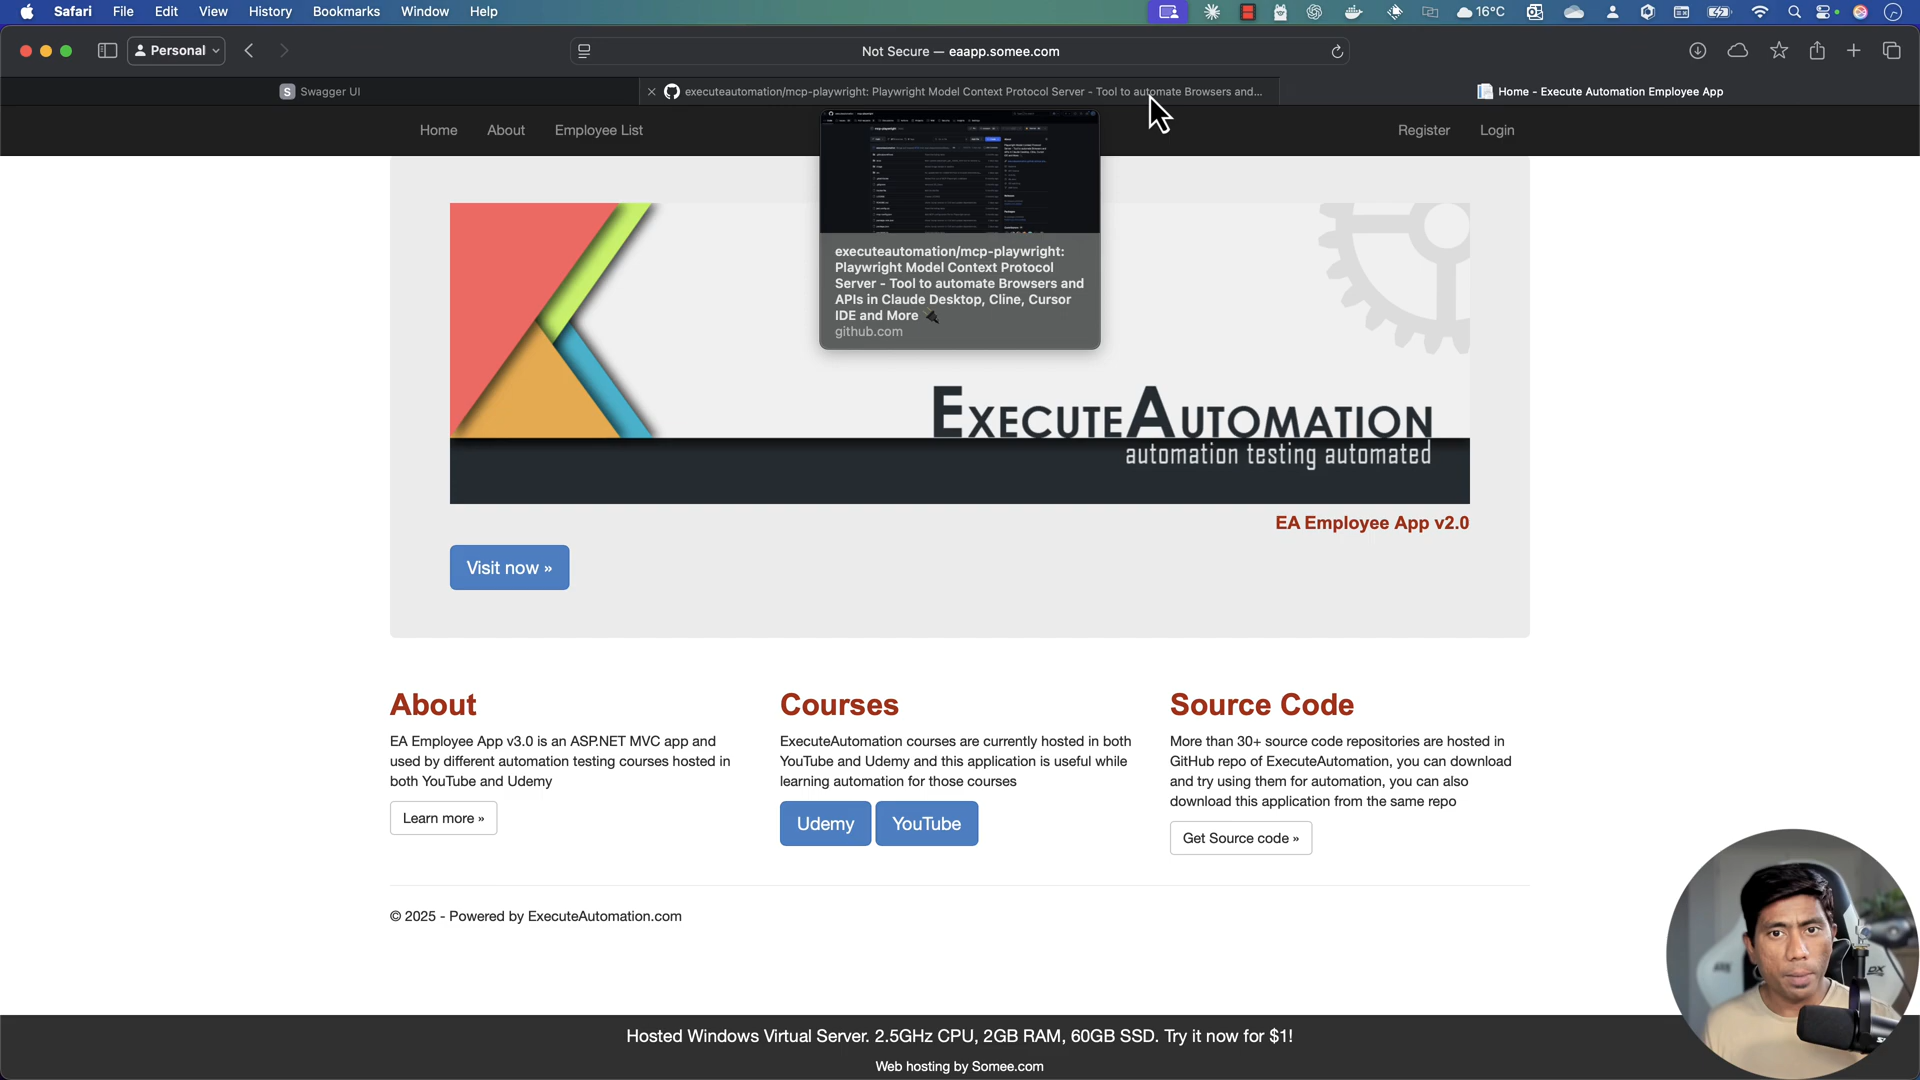 Safari File Edit View History Bookmarks Window Help 16°C
Personal
Not Secure — eaapp.somee.com
S Swagger UI
executeautomation/mcp-playwright: Playwright Model Context Protocol Server - Tool to automate Browsers and...
Home - Execute Automation Employee App
Home About Employee List Register Login
executeautomation/mcp-playwright:
Playwright Model Context Protocol
Server - Tool to automate Browsers and
APIs in Claude Desktop, Cline, Cursor
IDE and More 🔌
github.com
EXECUTEAUTOMATION
automation testing automated
EA Employee App v2.0
Visit now »
About
EA Employee App v3.0 is an ASP.NET MVC app and
used by different automation testing courses hosted in
both YouTube and Udemy
Learn more »
Courses
ExecuteAutomation courses are currently hosted in both
YouTube and Udemy and this application is useful while
learning automation for those courses
Udemy YouTube
Source Code
More than 30+ source code repositories are hosted in
GitHub repo of ExecuteAutomation, you can download
and try using them for automation, you can also
download this application from the same repo
Get Source code »
© 2025 - Powered by ExecuteAutomation.com
Hosted Windows Virtual Server. 2.5GHz CPU, 2GB RAM, 60GB SSD. Try it now for $1!
Web hosting by Somee.com